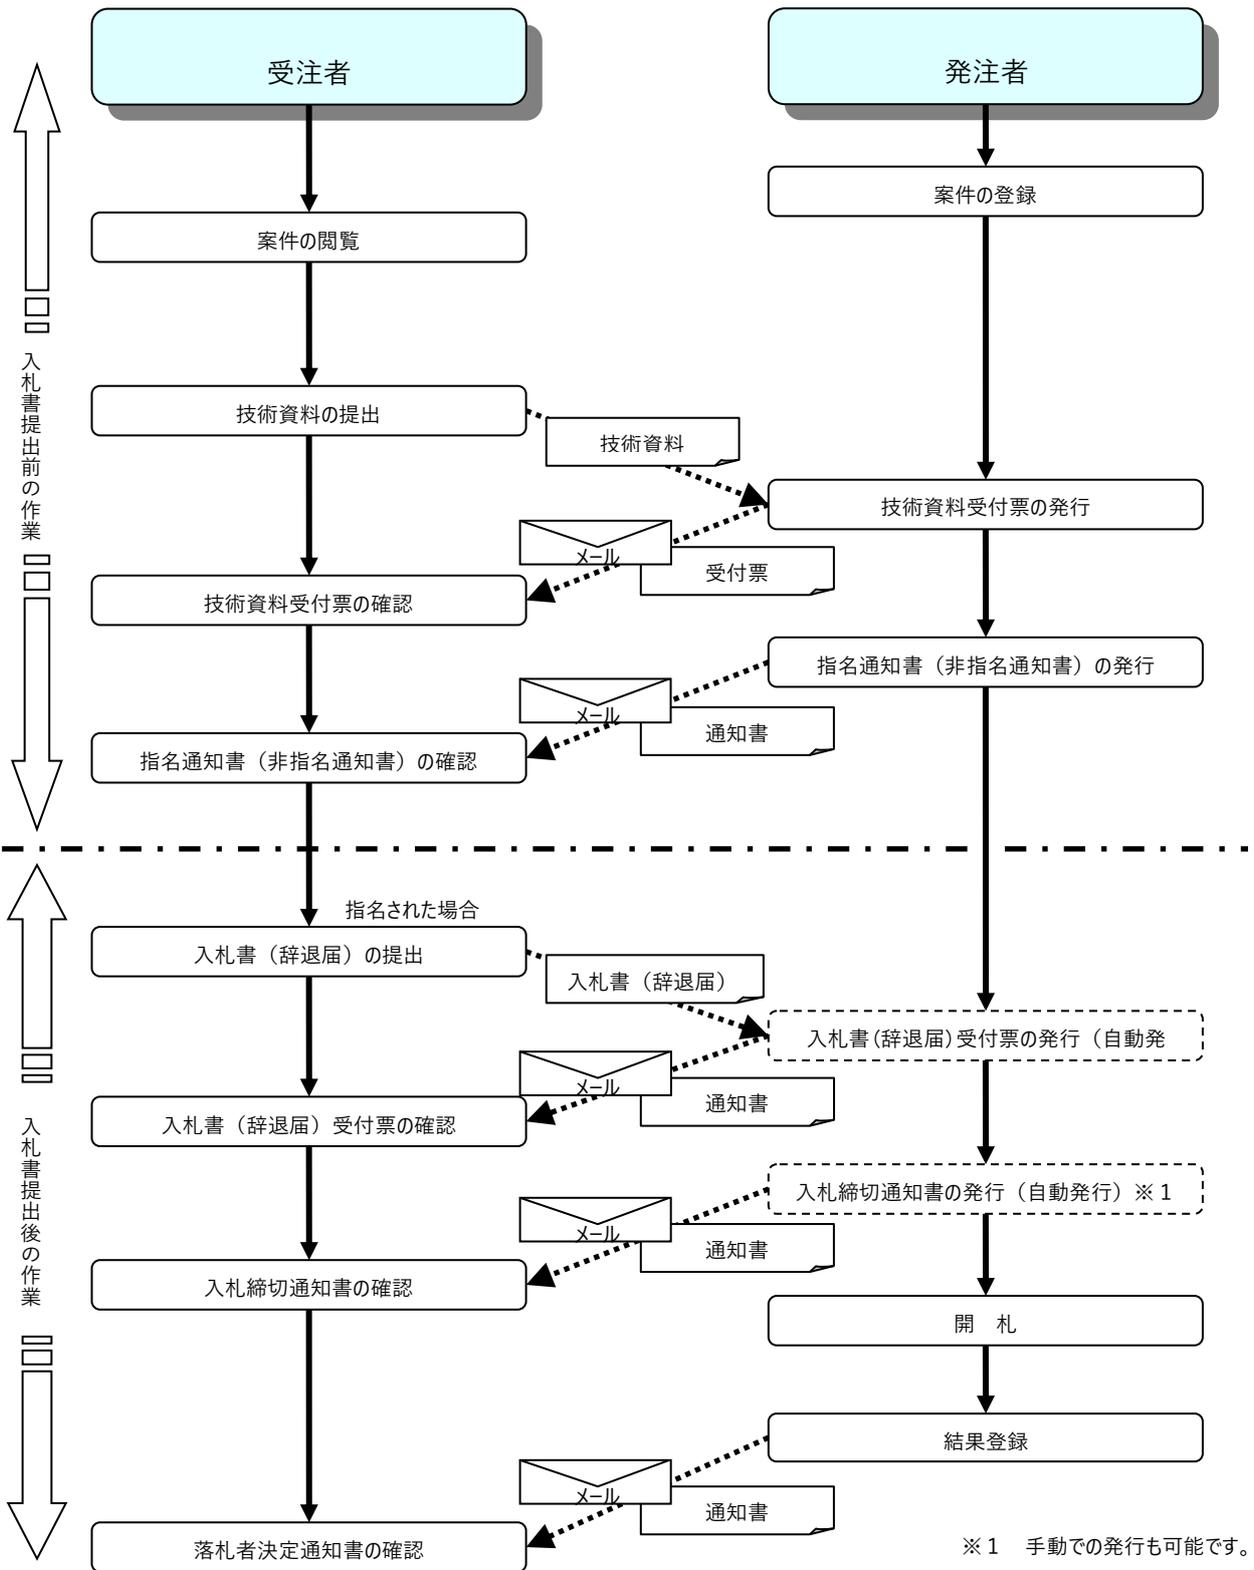 受注者
発注者
案件の登録
案件の閲覧
入札書提出前の作業
技術資料の提出
技術資料
技術資料受付票の発行
メール
受付票
技術資料受付票の確認
指名通知書（非指名通知書）の発行
メール
通知書
指名通知書（非指名通知書）の確認
指名された場合
入札書（辞退届）の提出
入札書（辞退届）
入札書（辞退届）受付票の発行（自動発
メール
通知書
入札書（辞退届）受付票の確認
入札書提出後の作業
入札締切通知書の発行（自動発行）※１
メール
通知書
入札締切通知書の確認
開　札
結果登録
メール
通知書
落札者決定通知書の確認
※１　手動での発行も可能です。